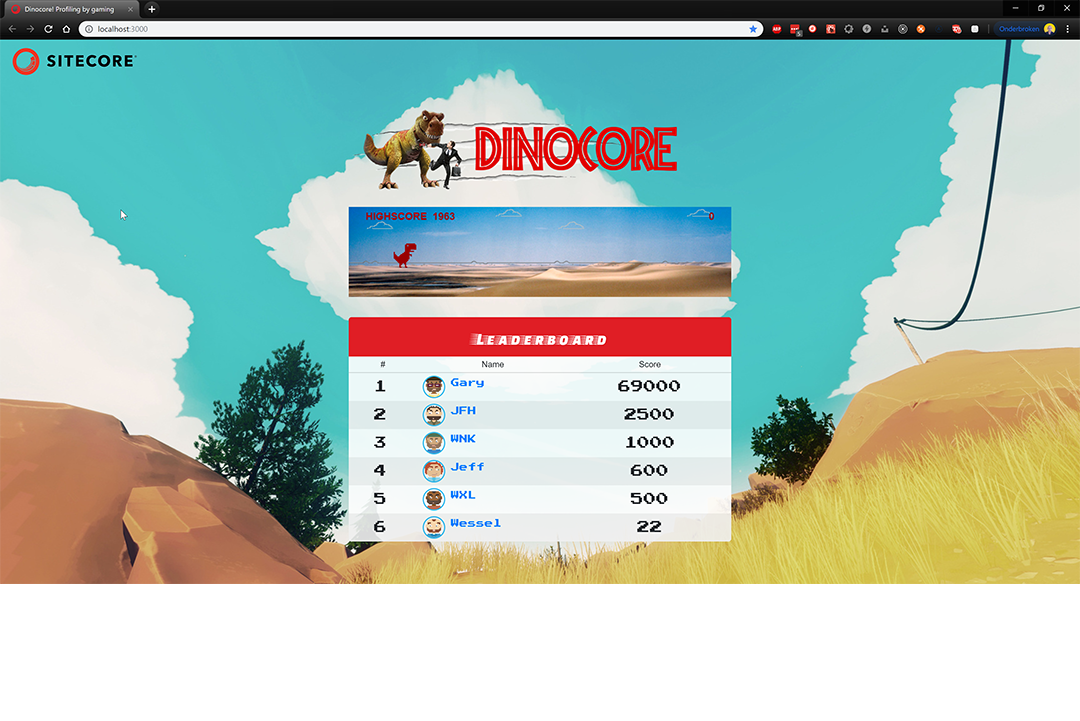 Dinocore! Profiling by gaming
localhost:3000
Onderbroken
SITECORE
DINOCORE
HIGHSCORE 1963 0
LEADERBOARD
# Name Score
1 Gary 69000
2 JFH 2500
3 WNK 1000
4 Jeff 600
5 WXL 500
6 Wessel 22